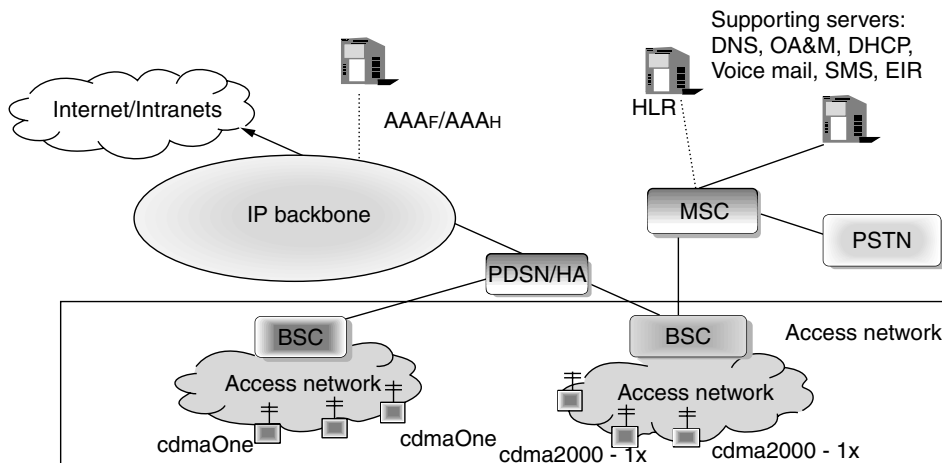 Supporting servers:
DNS, OA&M, DHCP,
Voice mail, SMS, EIR
Internet/Intranets
AAAF/AAAH
HLR
IP backbone
MSC
PSTN
PDSN/HA
BSC
BSC
Access network
Access network
Access network
cdmaOne
cdmaOne
cdma2000 - 1x
cdma2000 - 1x